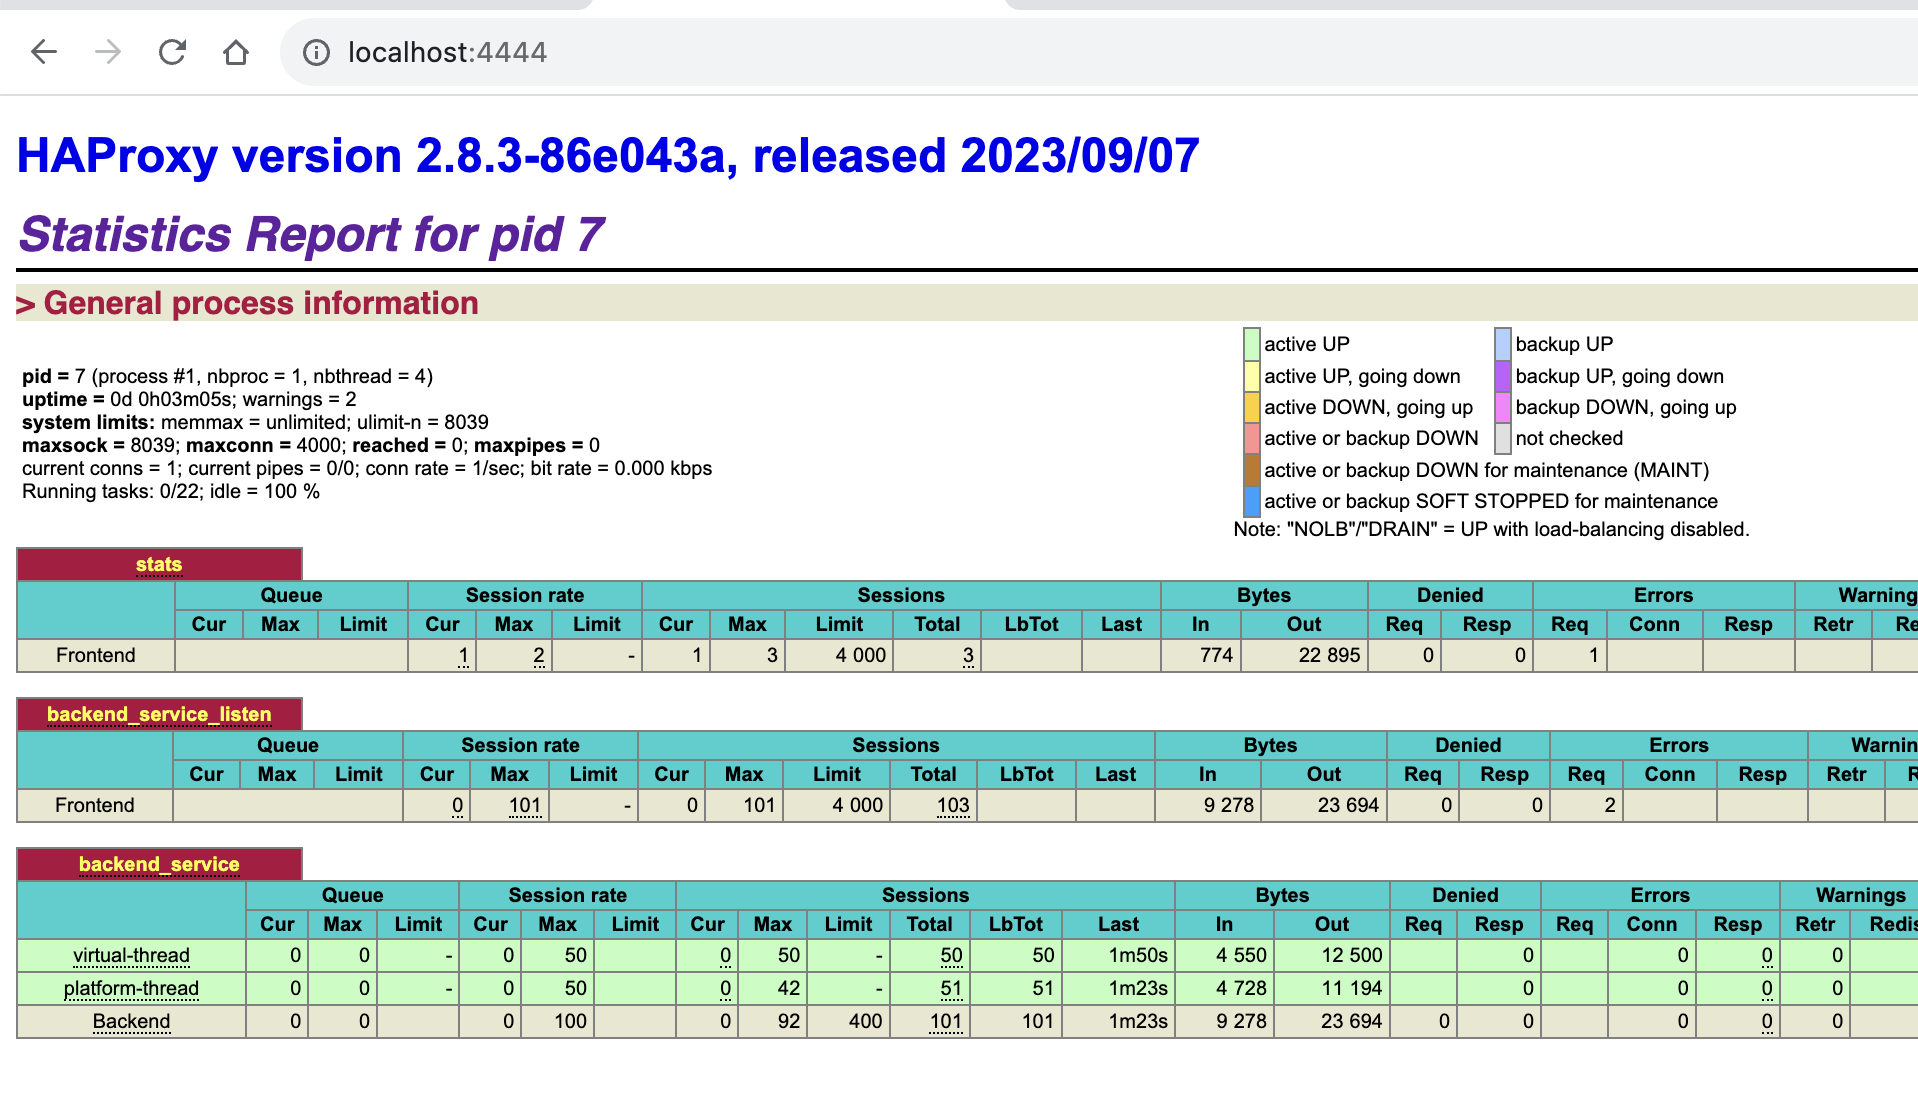 localhost:4444
HAProxy version 2.8.3-86e043a, released 2023/09/07
Statistics Report for pid 7
> General process information
pid = 7 (process #1, nbproc = 1, nbthread = 4)
uptime = 0d 0h03m05s; warnings = 2
system limits: memmax = unlimited; ulimit-n = 8039
maxsock = 8039; maxconn = 4000; reached = 0; maxpipes = 0
current conns = 1; current pipes = 0/0; conn rate = 1/sec; bit rate = 0.000 kbps
Running tasks: 0/22; idle = 100 %
active UP backup UP
active UP, going down backup UP, going down
active DOWN, going up backup DOWN, going up
active or backup DOWN not checked
active or backup DOWN for maintenance (MAINT)
active or backup SOFT STOPPED for maintenance
Note: "NOLB"/"DRAIN" = UP with load-balancing disabled.
stats
Queue Session rate Sessions Bytes Denied Errors Warning
Cur Max Limit Cur Max Limit Cur Max Limit Total LbTot Last In Out Req Resp Req Conn Resp Retr Re
Frontend 1 2 - 1 3 4 000 3 774 22 895 0 0 1
backend_service_listen
Queue Session rate Sessions Bytes Denied Errors Warnin
Cur Max Limit Cur Max Limit Cur Max Limit Total LbTot Last In Out Req Resp Req Conn Resp Retr R
Frontend 0 101 - 0 101 4 000 103 9 278 23 694 0 0 2
backend_service
Queue Session rate Sessions Bytes Denied Errors Warnings
Cur Max Limit Cur Max Limit Cur Max Limit Total LbTot Last In Out Req Resp Req Conn Resp Retr Redis
virtual-thread 0 0 - 0 50 0 50 - 50 50 1m50s 4 550 12 500 0 0 0 0
platform-thread 0 0 - 0 50 0 42 - 51 51 1m23s 4 728 11 194 0 0 0 0
Backend 0 0 0 100 0 92 400 101 101 1m23s 9 278 23 694 0 0 0 0 0